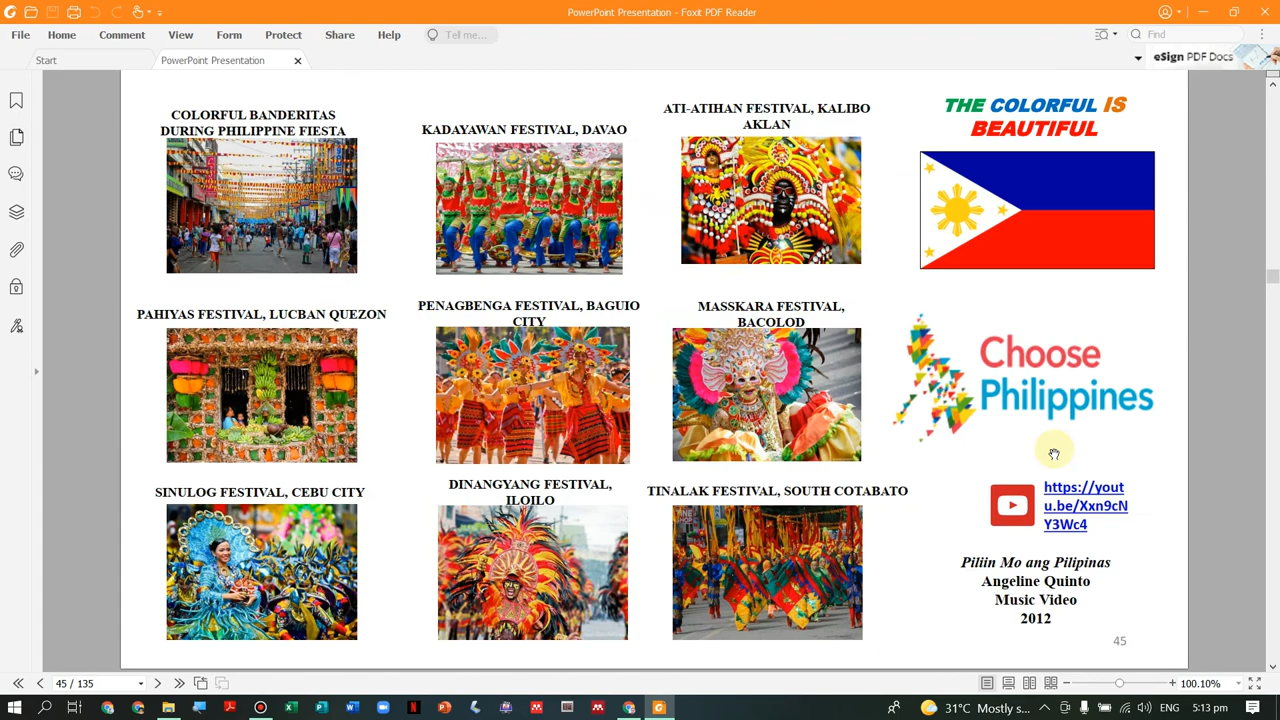 PowerPoint Presentation - Foxit PDF Reader
File Home Comment View Form Protect Share Help Tell me... Find
Start PowerPoint Presentation eSign PDF Docs
COLORFUL BANDERITAS
DURING PHILIPPINE FIESTA
KADAYAWAN FESTIVAL, DAVAO
ATI-ATIHAN FESTIVAL, KALIBO
AKLAN
THE COLORFUL IS
BEAUTIFUL
PAHIYAS FESTIVAL, LUCBAN QUEZON
PENAGBENGA FESTIVAL, BAGUIO
CITY
MASSKARA FESTIVAL,
BACOLOD
Choose
Philippines
SINULOG FESTIVAL, CEBU CITY
DINANGYANG FESTIVAL,
ILOILO
TINALAK FESTIVAL, SOUTH COTABATO
https://yout
u.be/Xxn9cN
Y3Wc4
Piliin Mo ang Pilipinas
Angeline Quinto
Music Video
2012
45
45 / 135 100.10%
31°C Mostly s... ENG 5:13 pm